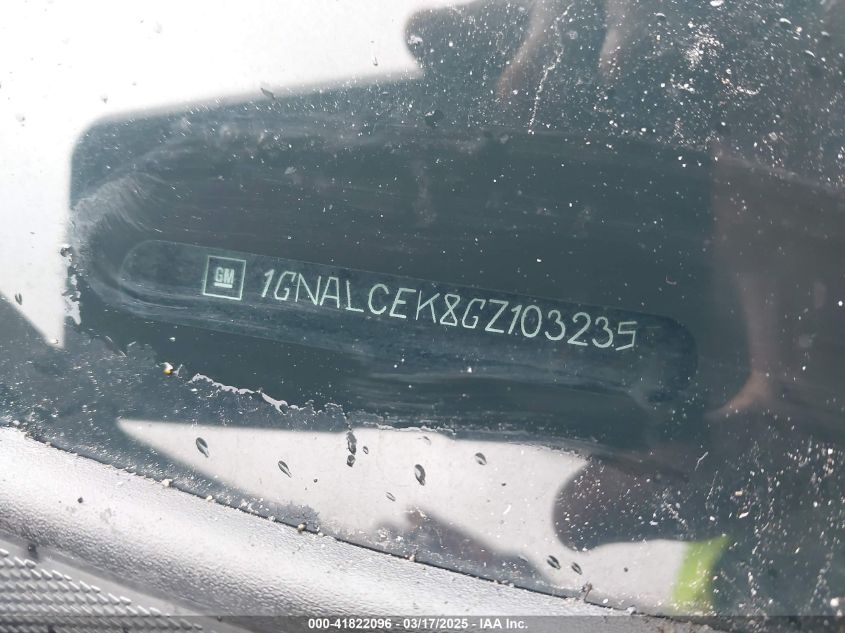 GM 1GNALCEK8GZ103235
000-41822096 - 03/17/2025 - IAA Inc.